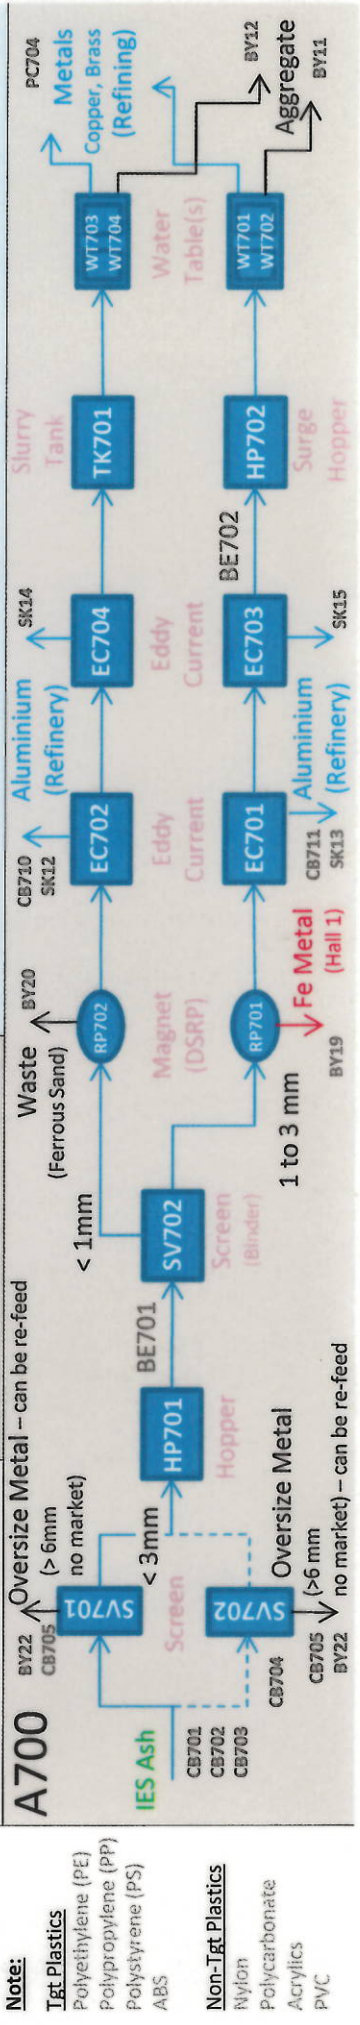 Note:
Tgt Plastics
Polyethylene (PE)
Polypropylene (PP)
Polystyrene (PS)
ABS
Non-Tgt Plastics
Nylon
Polycarbonate
Acrylics
PVC
A700
IES Ash
CB701
CB702
CB703
BY22
CB705
Oversize Metal – can be re-feed
(> 6mm
no market)
SV701
Screen
SV702
CB704
CB705
BY22
Oversize Metal
(>6 mm
no market) – can be re-feed
< 3mm
HP701
Hopper
BE701
SV702
Screen
(Binder)
< 1mm
1 to 3 mm
Waste
(Ferrous Sand)
BY20
RP702
Magnet
(DSRP)
RP701
BY19
Fe Metal
(Hall 1)
CB710
SK12
Aluminium
(Refinery)
EC702
Eddy
Current
EC701
CB711
SK13
Aluminium
(Refinery)
SK14
EC704
Eddy
Current
EC703
SK15
BE702
Slurry
Tank
TK701
HP702
Surge
Hopper
WT703
WT704
Water
Table(s)
WT701
WT702
PC704
Metals
Copper, Brass
(Refining)
BY12
Aggregate
BY11